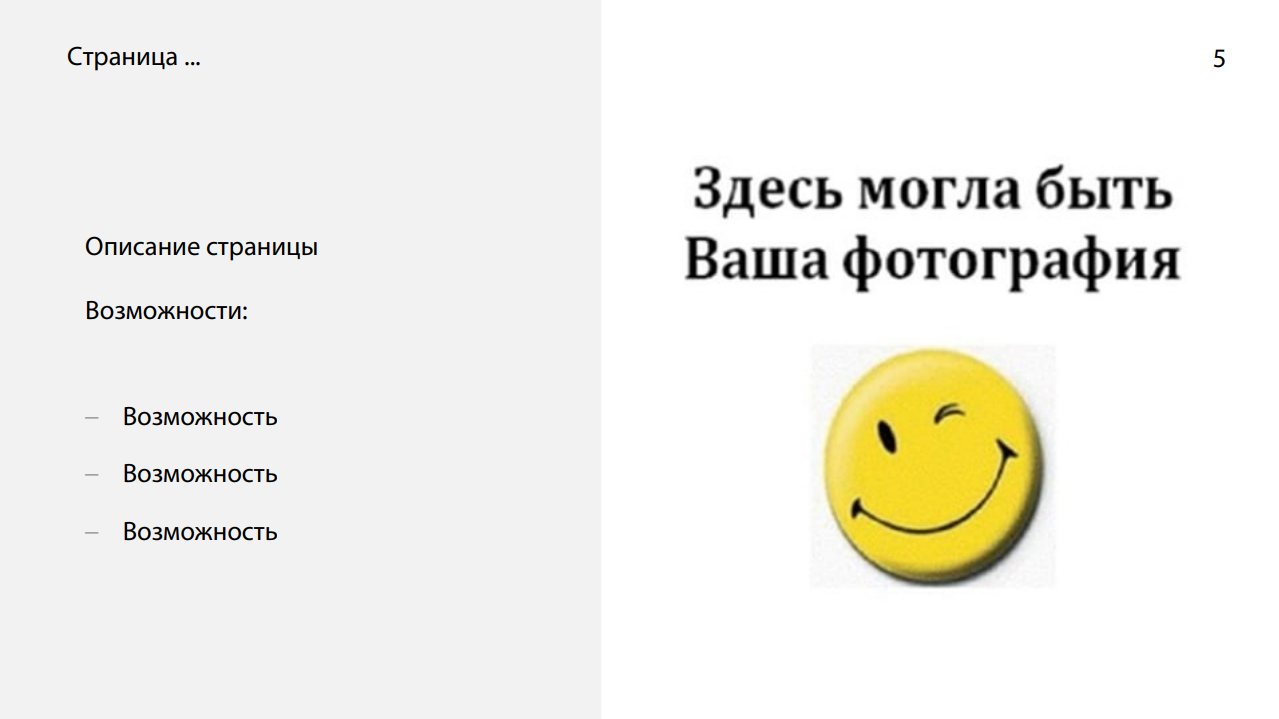 Страница ...
5
Описание страницы
Возможности:
– Возможность
– Возможность
– Возможность
Здесь могла быть
Ваша фотография